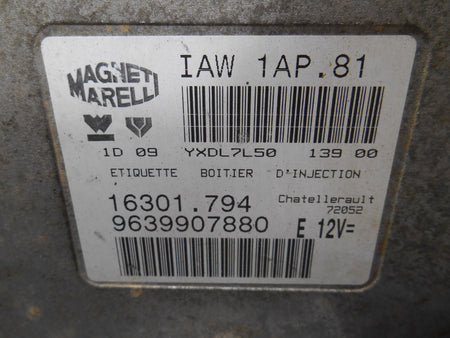 MAGNETI
MARELLI
IAW 1AP.81
1D 09 YXDL7L50 139 00
ETIQUETTE BOITIER D'INJECTION
16301.794 Chatellerault
72052
9639907880 E 12V=